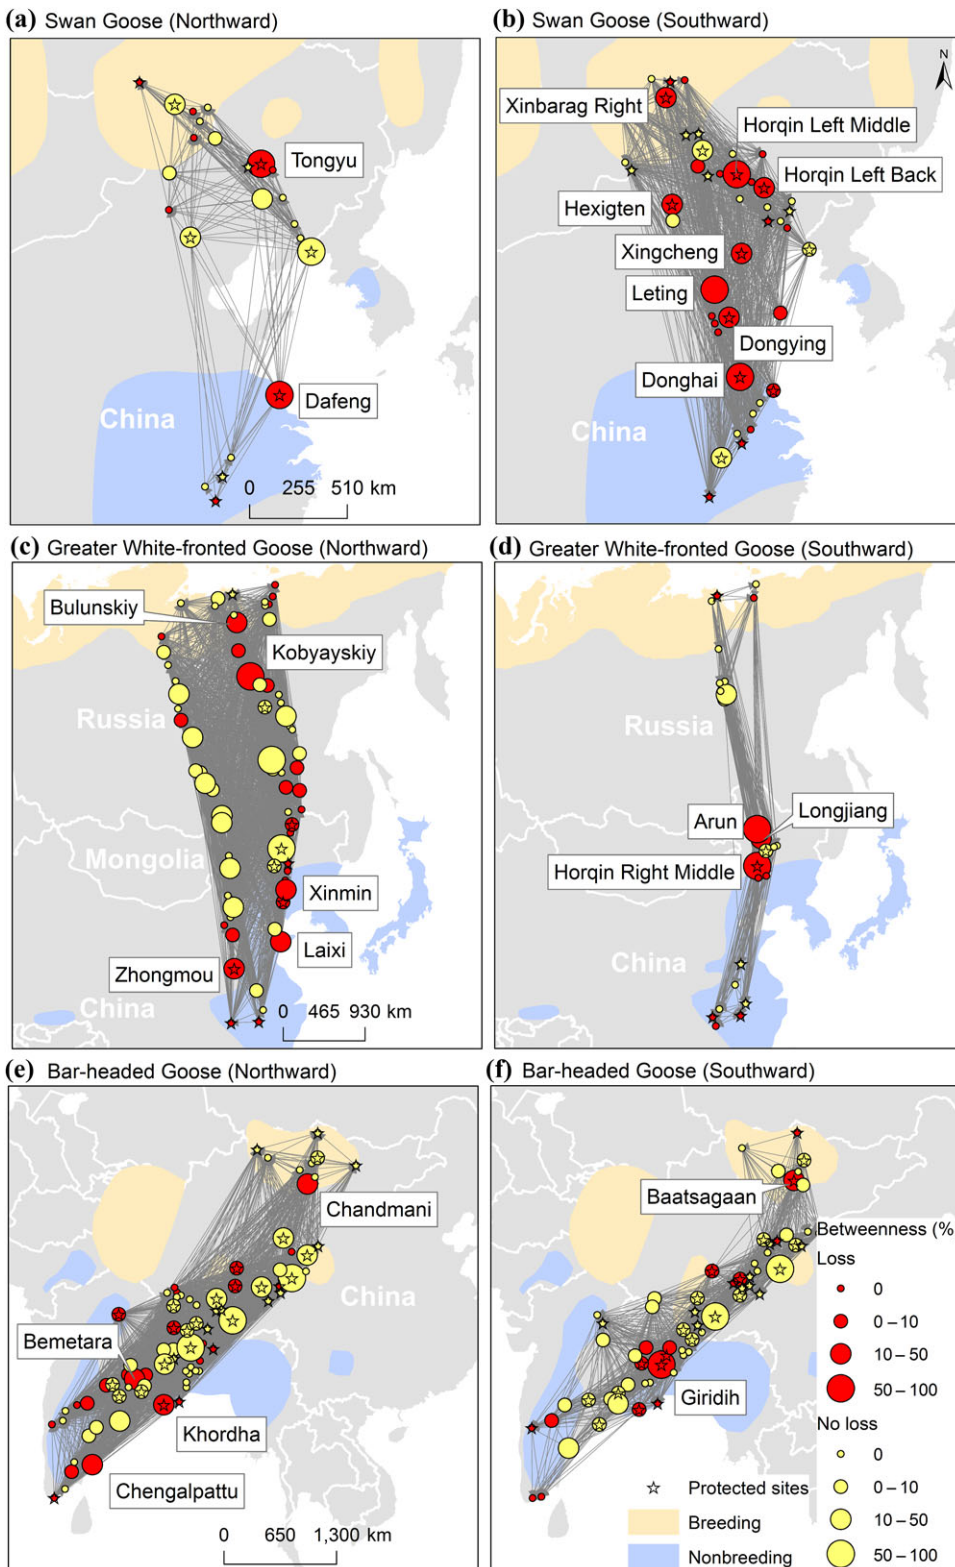 (a) Swan Goose (Northward)
Tongyu
Dafeng
China
0 255 510 km
(b) Swan Goose (Southward)
N
Xinbarag Right
Horqin Left Middle
Horqin Left Back
Hexigten
Xingcheng
Leting
Dongying
Donghai
China
(c) Greater White-fronted Goose (Northward)
Bulunskiy
Kobyayskiy
Russia
Mongolia
Xinmin
Laixi
Zhongmou
China
0 465 930 km
(d) Greater White-fronted Goose (Southward)
Russia
Arun
Longjiang
Horqin Right Middle
China
(e) Bar-headed Goose (Northward)
Chandmani
China
Bemetara
Khordha
Chengalpattu
0 650 1,300 km
(f) Bar-headed Goose (Southward)
Baatsagaan
Giridih
Betweenness (%
Loss
0
0–10
10–50
50–100
No loss
0
0–10
10–50
50–100
Protected sites
Breeding
Nonbreeding